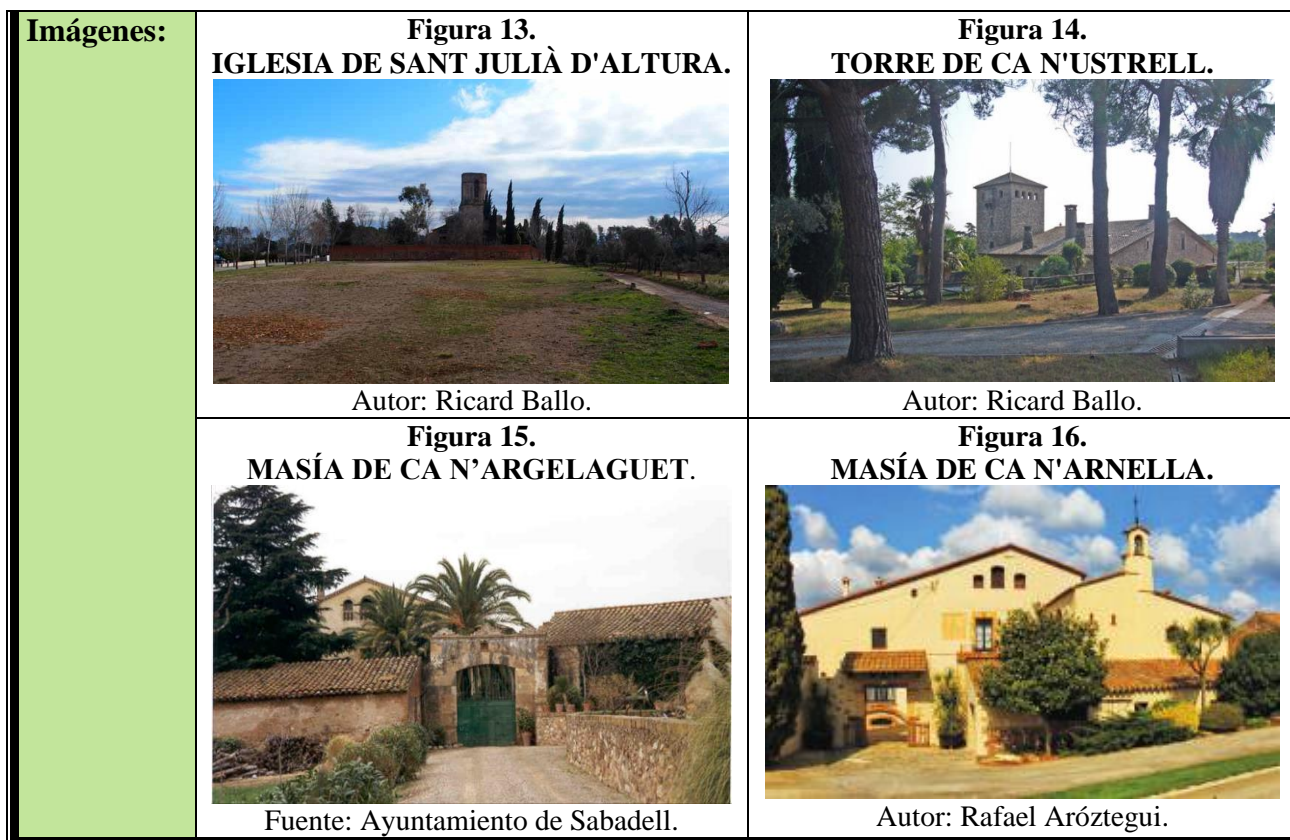 Imágenes:
Figura 13.
IGLESIA DE SANT JULIÀ D'ALTURA.
Autor: Ricard Ballo.
Figura 14.
TORRE DE CA N'USTRELL.
Autor: Ricard Ballo.
Figura 15.
MASÍA DE CA N’ARGELAGUET.
Fuente: Ayuntamiento de Sabadell.
Figura 16.
MASÍA DE CA N'ARNELLA.
Autor: Rafael Aróztegui.